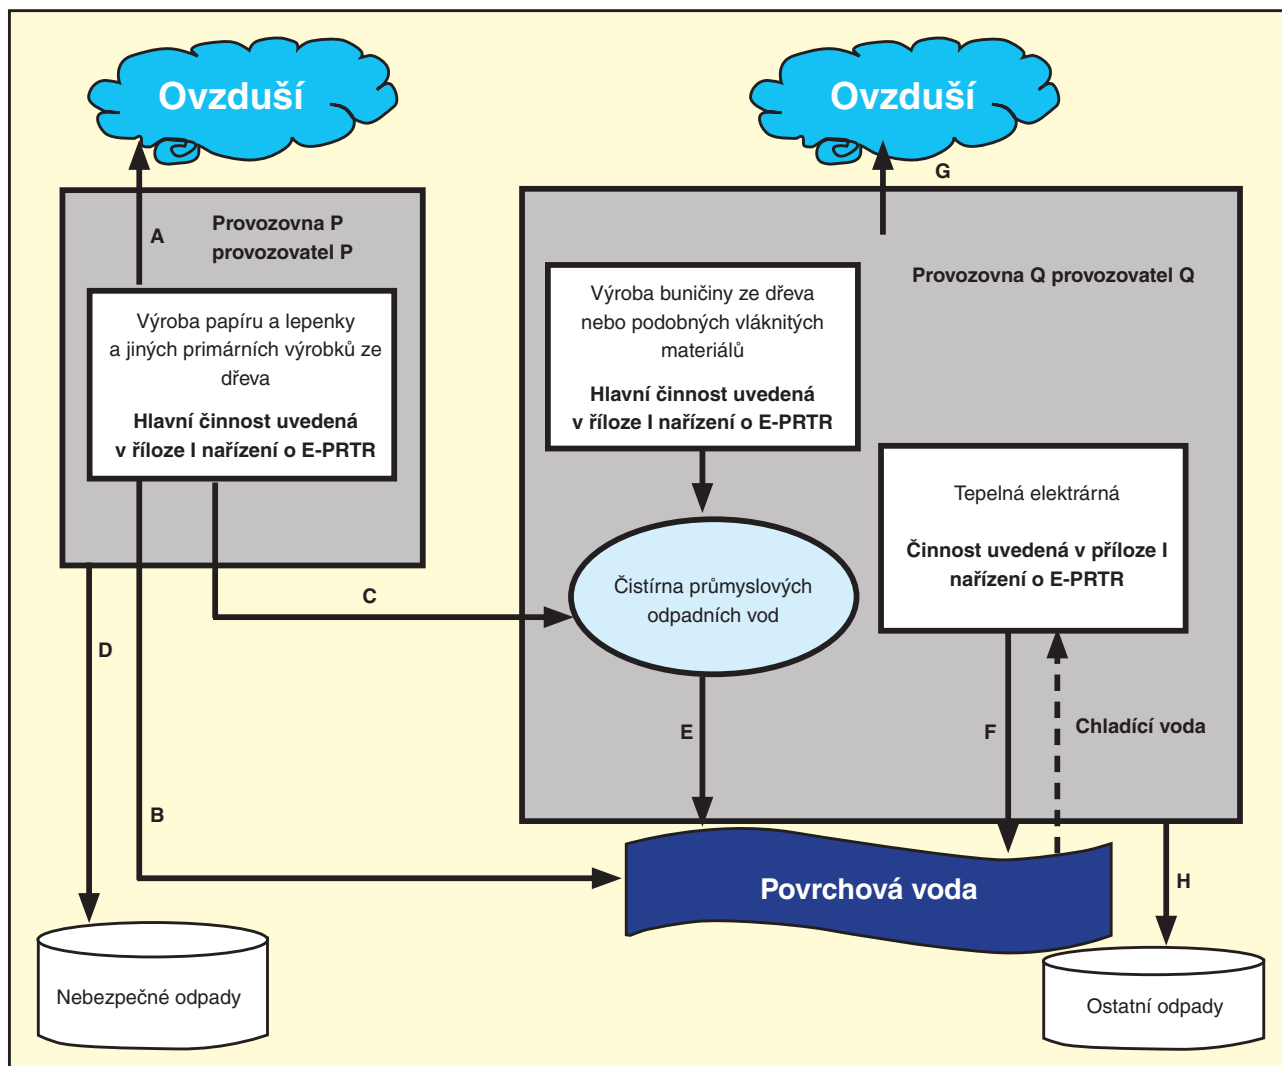 Ovzduší
Ovzduší
G
A
Provozovna P
provozovatel P
Provozovna Q provozovatel Q
Výroba papíru a lepenky
a jiných primárních výrobků ze
dřeva
Hlavní činnost uvedená
v říloze I nařízení o E-PRTR
Výroba buničiny ze dřeva
nebo podobných vláknitých
materiálů
Hlavní činnost uvedená
v říloze I nařízení o E-PRTR
Tepelná elektrárná
Činnost uvedená v příloze I
nařízení o E-PRTR
Čistírna průmyslových
odpadních vod
C
D
E
F
Chladící voda
B
Povrchová voda
H
Nebezpečné odpady
Ostatní odpady